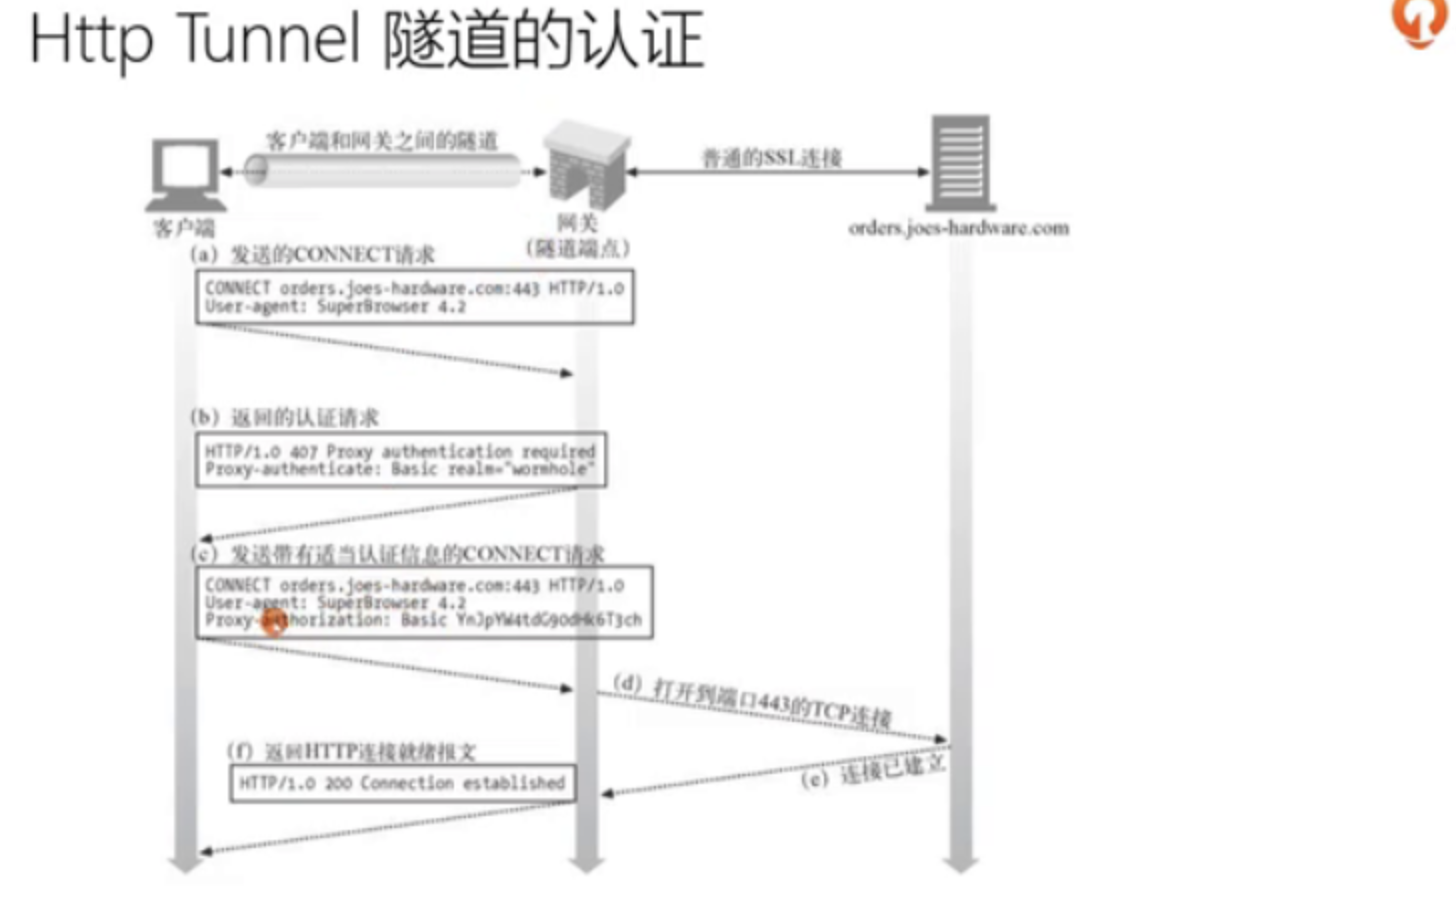 Http Tunnel 隧道的认证
客户端和网关之间的隧道
普通的SSL连接
客户端
网关
(隧道端点)
orders.joes-hardware.com
(a) 发送的CONNECT请求
CONNECT orders.joes-hardware.com:443 HTTP/1.0
User-agent: SuperBrowser 4.2
(b) 返回的认证请求
HTTP/1.0 407 Proxy authentication required
Proxy-authenticate: Basic realm="wormhole"
(c) 发送带有适当认证信息的CONNECT请求
CONNECT orders.joes-hardware.com:443 HTTP/1.0
User-agent: SuperBrowser 4.2
Proxy-authorization: Basic YnJpYW4tdG90dHk6T3ch
(d) 打开到端口443的TCP连接
(e) 连接已建立
(f) 返回HTTP连接就绪报文
HTTP/1.0 200 Connection established